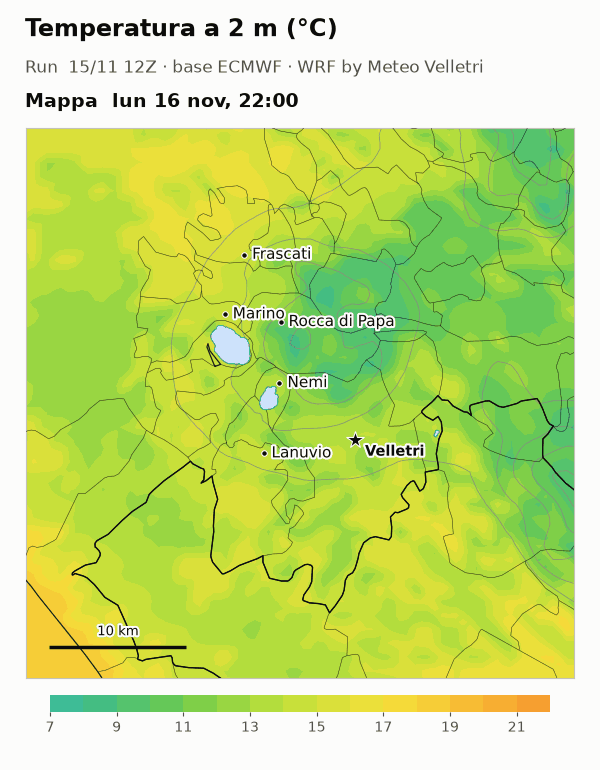 Temperatura a 2 m (°C)
Run  15/11 12Z · base ECMWF · WRF by Meteo Velletri
Mappa  lun 16 nov, 22:00
Frascati
Marino
Rocca di Papa
Nemi
Velletri
Lanuvio
10 km
7 9 11 13 15 17 19 21